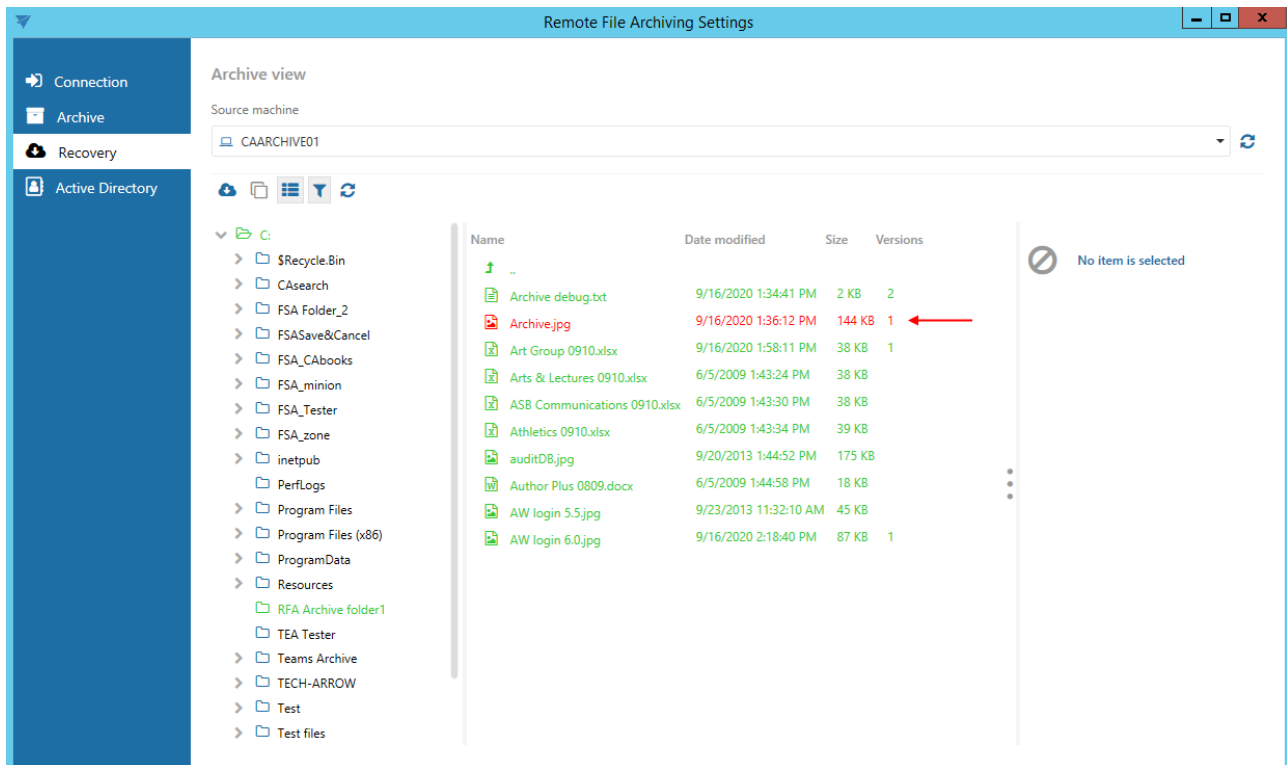 Remote File Archiving Settings
Connection
Archive
Recovery
Active Directory
Archive view
Source machine
CAARCHIVE01
C:
$Recycle.Bin
CAsearch
FSA Folder_2
FSASave&Cancel
FSA_CAbooks
FSA_minion
FSA_Tester
FSA_zone
inetpub
PerfLogs
Program Files
Program Files (x86)
ProgramData
Resources
RFA Archive folder1
TEA Tester
Teams Archive
TECH-ARROW
Test
Test files
Name Date modified Size Versions
..
Archive debug.txt 9/16/2020 1:34:41 PM 2 KB 2
Archive.jpg 9/16/2020 1:36:12 PM 144 KB 1
Art Group 0910.xlsx 9/16/2020 1:58:11 PM 38 KB 1
Arts & Lectures 0910.xlsx 6/5/2009 1:43:24 PM 38 KB
ASB Communications 0910.xlsx 6/5/2009 1:43:30 PM 38 KB
Athletics 0910.xlsx 6/5/2009 1:43:34 PM 39 KB
auditDB.jpg 9/20/2013 1:44:52 PM 175 KB
Author Plus 0809.docx 6/5/2009 1:44:58 PM 18 KB
AW login 5.5.jpg 9/23/2013 11:32:10 AM 45 KB
AW login 6.0.jpg 9/16/2020 2:18:40 PM 87 KB 1
No item is selected